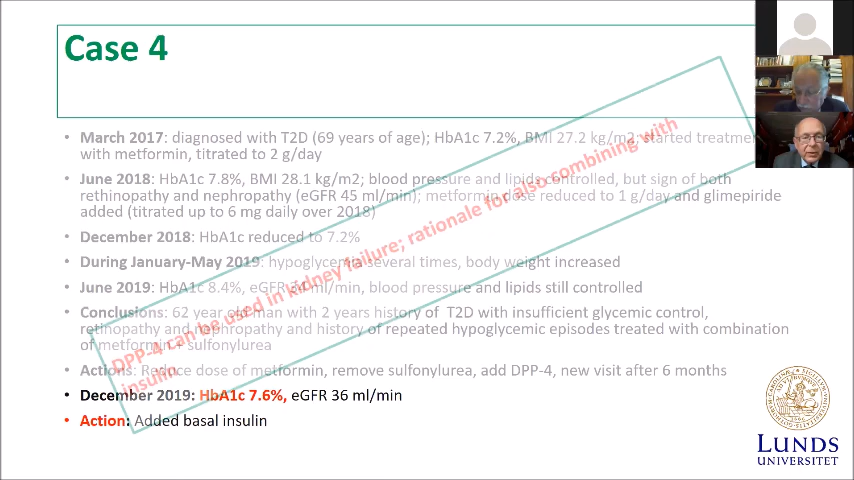 Case 4
• March 2017: diagnosed with T2D (69 years of age); HbA1c 7.2%, BMI 27.2 kg/m2; started treatmen
with metformin, titrated to 2 g/day
• June 2018: HbA1c 7.8%, BMI 28.1 kg/m2; blood pressure and lipids controlled, but sign of both
rethinopathy and nephropathy (eGFR 45 ml/min); metformin dose reduced to 1 g/day and glimepiride
added (titrated up to 6 mg daily over 2018)
• December 2018: HbA1c reduced to 7.2%
• During January-May 2019: hypoglycemia several times, body weight increased
• June 2019: HbA1c 8.4%, eGFR 34 ml/min, blood pressure and lipids still controlled
• Conclusions: 62 year old man with 2 years history of T2D with insufficient glycemic control,
retinopathy and nephropathy and history of repeated hypoglycemic episodes treated with combination
of metformin + sulfonylurea
• Actions: Reduce dose of metformin, remove sulfonylurea, add DPP-4, new visit after 6 months
• December 2019: HbA1c 7.6%, eGFR 36 ml/min
• Action: Added basal insulin
DPP-4 can be used in kidney failure; rationale for also combining with
insulin
LUNDS
UNIVERSITET